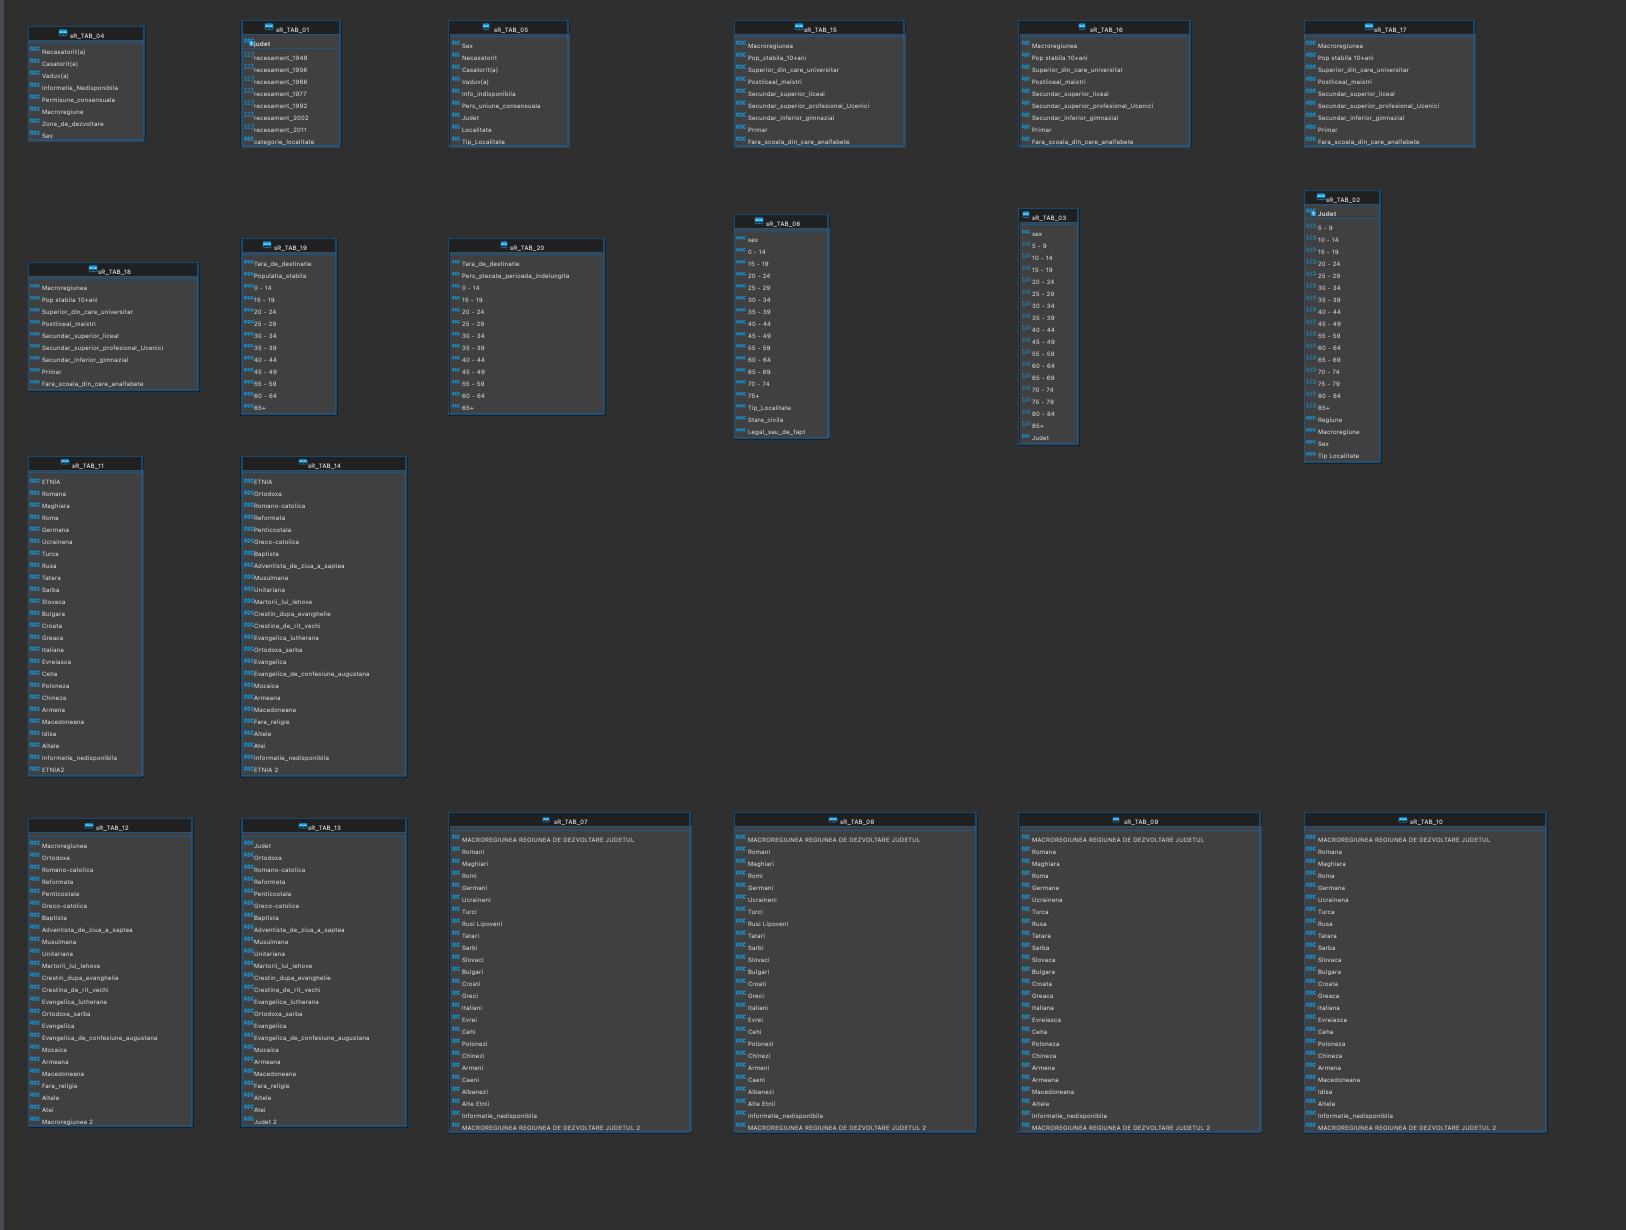 sR_TAB_04
Necasatorit(a)
Casatorit(a)
Vaduv(a)
Informatie_Nedisponibila
Permisune_consensuala
Macroregiune
Zona_de_dezvoltare
Sex
sR_TAB_01
judet
recesamant_1948
recesamant_1956
recesamant_1966
recesamant_1977
recesamant_1992
recesamant_2002
recesamant_2011
categorie_localitate
sR_TAB_05
Sex
Necasatorit
Casatorit(a)
Vaduv(a)
Info_indisponibila
Pers_uniune_consensuala
Judet
Localitate
Tip_Localitate
sR_TAB_15
Macroregiunea
Pop_stabila_10+ani
Superior_din_care_universitar
Postliceal_maistri
Secundar_superior_liceal
Secundar_superior_profesional_Ucenici
Secundar_inferior_gimnazial
Primar
Fara_scoala_din_care_analfabete
sR_TAB_16
Macroregiunea
Pop stabila 10+ani
Superior_din_care_universitar
Postliceal_maistri
Secundar_superior_liceal
Secundar_superior_profesional_Ucenici
Secundar_inferior_gimnazial
Primar
Fara_scoala_din_care_analfabete
sR_TAB_17
Macroregiunea
Pop stabila 10+ani
Superior_din_care_universitar
Postliceal_maistri
Secundar_superior_liceal
Secundar_superior_profesional_Ucenici
Secundar_inferior_gimnazial
Primar
Fara_scoala_din_care_analfabete
sR_TAB_18
Macroregiunea
Pop stabila 10+ani
Superior_din_care_universitar
Postliceal_maistri
Secundar_superior_liceal
Secundar_superior_profesional_Ucenici
Secundar_inferior_gimnazial
Primar
Fara_scoala_din_care_analfabete
sR_TAB_19
Tara_de_destinatie
Populatia_stabila
0 - 14
15 - 19
20 - 24
25 - 29
30 - 34
35 - 39
40 - 44
45 - 49
55 - 59
60 - 64
65+
sR_TAB_20
Tara_de_destinatie
Pers_plecate_perioada_indelungita
0 - 14
15 - 19
20 - 24
25 - 29
30 - 34
35 - 39
40 - 44
45 - 49
55 - 59
60 - 64
65+
sR_TAB_06
sex
0 - 14
15 - 19
20 - 24
25 - 29
30 - 34
35 - 39
40 - 44
45 - 49
55 - 59
60 - 64
65 - 69
70 - 74
75+
Tip_Localitate
Stare_civila
Legal_sau_de_fapt
sR_TAB_03
sex
5 - 9
10 - 14
15 - 19
20 - 24
25 - 29
30 - 34
35 - 39
40 - 44
45 - 49
55 - 59
60 - 64
65 - 69
70 - 74
75 - 79
80 - 84
85+
Judet
sR_TAB_02
Judet
5 - 9
10 - 14
15 - 19
20 - 24
25 - 29
30 - 34
35 - 39
40 - 44
45 - 49
55 - 59
60 - 64
65 - 69
70 - 74
75 - 79
80 - 84
85+
Regiune
Macroregiune
Sex
Tip Localitate
sR_TAB_11
ETNIA
Romana
Maghiara
Roma
Germana
Ucrainena
Turca
Rusa
Tatara
Sarba
Slovaca
Bulgara
Croata
Greaca
Italiana
Evreiasca
Ceha
Poloneza
Chineza
Armena
Macedoneana
Idisa
Altele
Informatie_nedisponibila
ETNIA2
sR_TAB_14
ETNIA
Ortodoxa
Romano-catolica
Reformata
Penticostala
Greco-catolica
Baptista
Adventista_de_ziua_a_saptea
Musulmana
Unitariana
Martorii_lui_Iehova
Crestin_dupa_evanghelie
Crestina_de_rit_vechi
Evangelica_lutherana
Ortodoxa_sarba
Evangelica
Evangelica_de_confesiune_augustana
Mozaica
Armeana
Macedoneana
Fara_religie
Altele
Atei
Informatie_nedisponibila
ETNIA 2
sR_TAB_12
Macroregiunea
Ortodoxa
Romano-catolica
Reformata
Penticostala
Greco-catolica
Baptista
Adventista_de_ziua_a_saptea
Musulmana
Unitariana
Martorii_lui_Iehova
Crestin_dupa_evanghelie
Crestina_de_rit_vechi
Evangelica_lutherana
Ortodoxa_sarba
Evangelica
Evangelica_de_confesiune_augustana
Mozaica
Armeana
Macedoneana
Fara_religie
Altele
Atei
Macroregiunea 2
sR_TAB_13
Judet
Ortodoxa
Romano-catolica
Reformata
Penticostala
Greco-catolica
Baptista
Adventista_de_ziua_a_saptea
Musulmana
Unitariana
Martorii_lui_Iehova
Crestin_dupa_evanghelie
Crestina_de_rit_vechi
Evangelica_lutherana
Ortodoxa_sarba
Evangelica
Evangelica_de_confesiune_augustana
Mozaica
Armeana
Macedoneana
Fara_religie
Altele
Atei
Judet 2
sR_TAB_07
MACROREGIUNEA REGIUNEA DE DEZVOLTARE JUDETUL
Romani
Maghiari
Romi
Germani
Ucraineni
Turci
Rusi Lipoveni
Tatari
Sarbi
Slovaci
Bulgari
Croati
Greci
Italiani
Evrei
Cehi
Polonezi
Chinezi
Armeni
Caeni
Albanezi
Alte Etnii
Informatie_nedisponibila
MACROREGIUNEA REGIUNEA DE DEZVOLTARE JUDETUL 2
sR_TAB_08
MACROREGIUNEA REGIUNEA DE DEZVOLTARE JUDETUL
Romani
Maghiari
Romi
Germani
Ucraineni
Turci
Rusi Lipoveni
Tatari
Sarbi
Slovaci
Bulgari
Croati
Greci
Italiani
Evrei
Cehi
Polonezi
Chinezi
Armeni
Caeni
Albanezi
Alte Etnii
Informatie_nedisponibila
MACROREGIUNEA REGIUNEA DE DEZVOLTARE JUDETUL 2
sR_TAB_09
MACROREGIUNEA REGIUNEA DE DEZVOLTARE JUDETUL
Romana
Maghiara
Roma
Germana
Ucrainena
Turca
Rusa
Tatara
Sarba
Slovaca
Bulgara
Croata
Greaca
Italiana
Evreiasca
Ceha
Poloneza
Chineza
Armena
Armeana
Macedoneana
Altele
Informatie_nedisponibila
MACROREGIUNEA REGIUNEA DE DEZVOLTARE JUDETUL 2
sR_TAB_10
MACROREGIUNEA REGIUNEA DE DEZVOLTARE JUDETUL
Romana
Maghiara
Roma
Germana
Ucrainena
Turca
Rusa
Tatara
Sarba
Slovaca
Bulgara
Croata
Greaca
Italiana
Evreiasca
Ceha
Poloneza
Chineza
Armena
Macedoneana
Idisa
Altele
Informatie_nedisponibila
MACROREGIUNEA REGIUNEA DE DEZVOLTARE JUDETUL 2